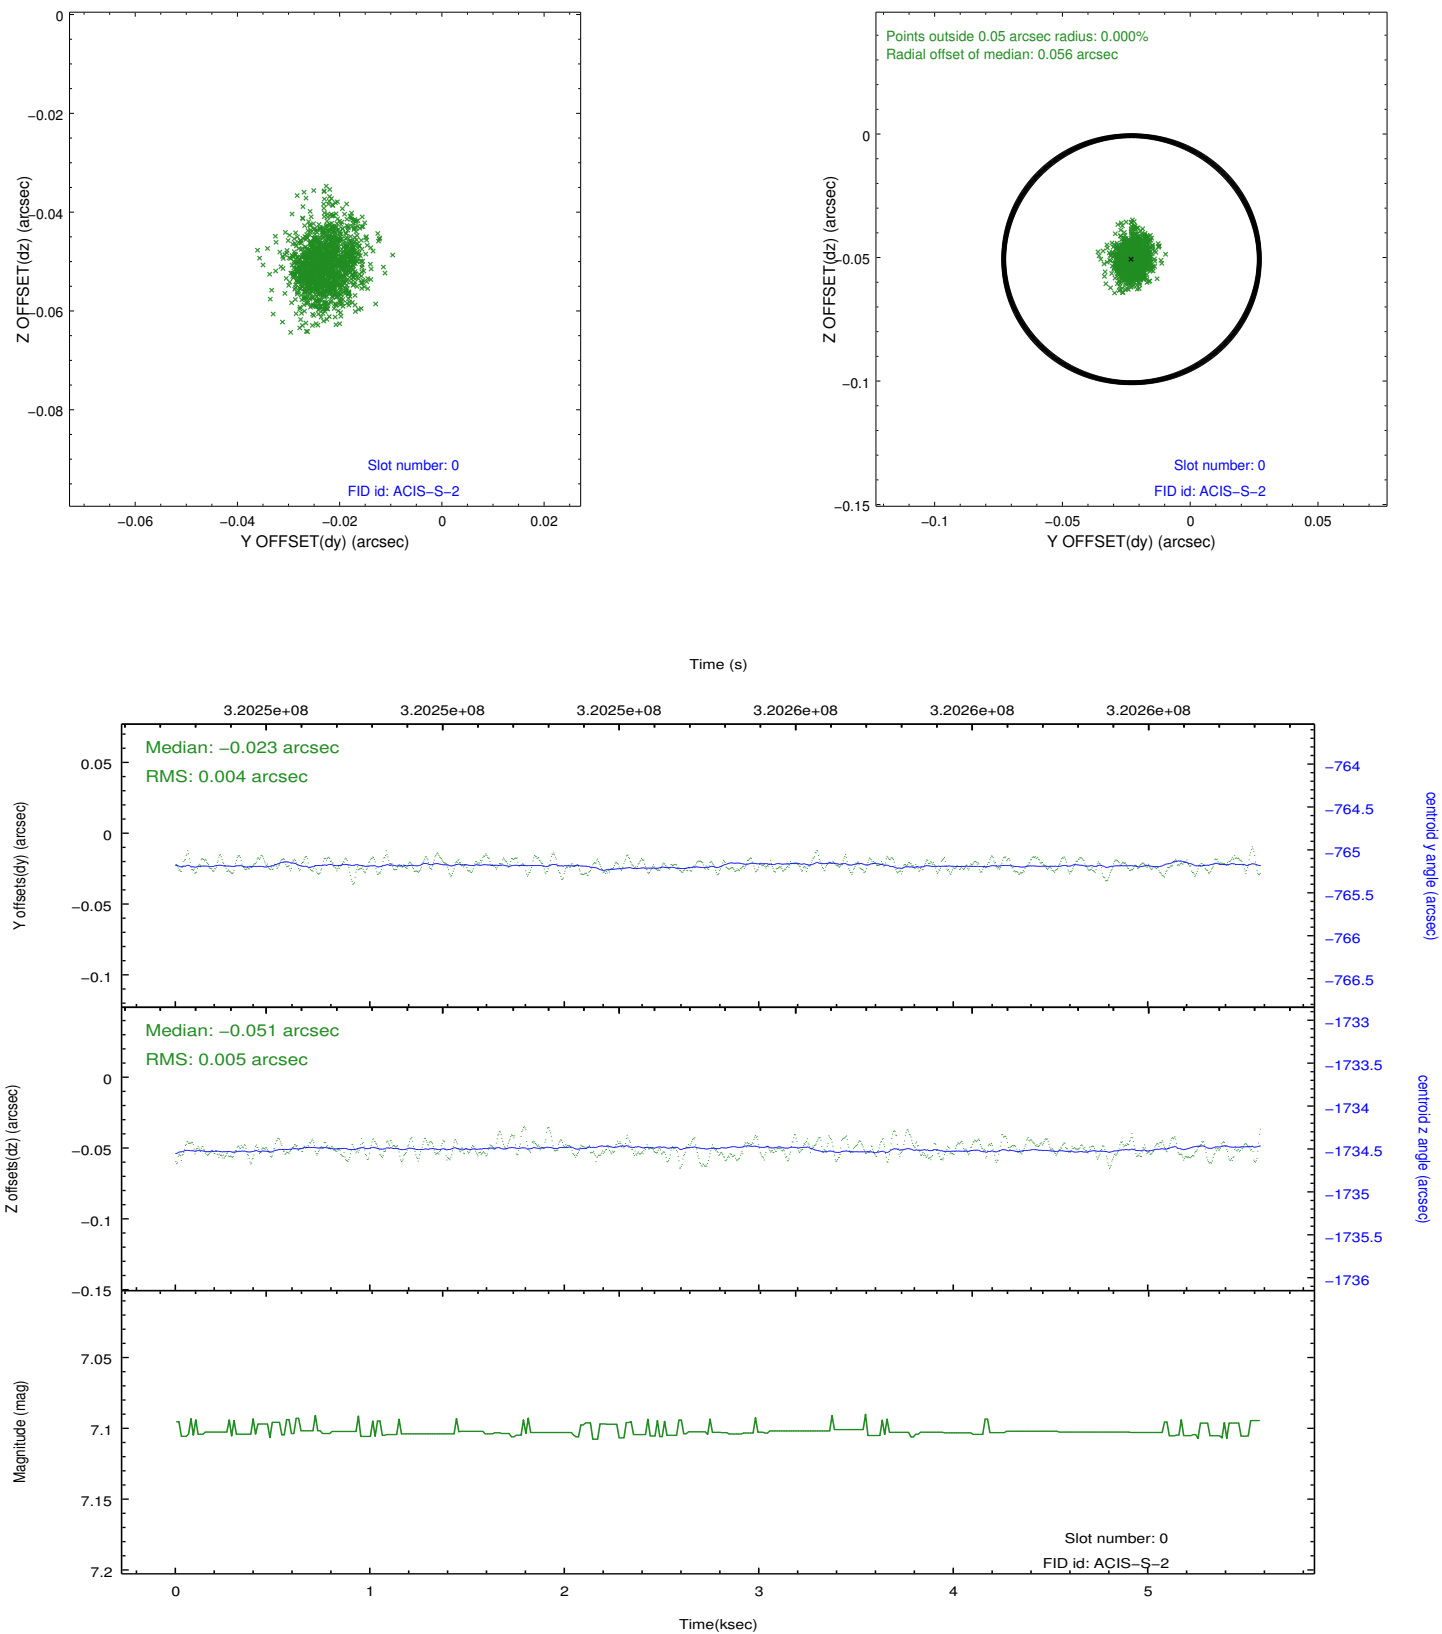 0
−0.02
−0.04
−0.06
−0.08
Z OFFSET(dz) (arcsec)
Slot number: 0
FID id: ACIS−S−2
−0.06 −0.04 −0.02 0 0.02
Y OFFSET(dy) (arcsec)
Points outside 0.05 arcsec radius: 0.000%
Radial offset of median: 0.056 arcsec
0
−0.05
−0.1
−0.15
Z OFFSET(dz) (arcsec)
Slot number: 0
FID id: ACIS−S−2
−0.1 −0.05 0 0.05
Y OFFSET(dy) (arcsec)
Time (s)
3.2025e+08 3.2025e+08 3.2025e+08 3.2026e+08 3.2026e+08 3.2026e+08
Median: −0.023 arcsec
RMS: 0.004 arcsec
0.05
0
−0.05
−0.1
Y offsets(dy) (arcsec)
−764
−764.5
−765
−765.5
−766
−766.5
centroid y angle (arcsec)
Median: −0.051 arcsec
RMS: 0.005 arcsec
0
−0.05
−0.1
−0.15
Z offsets(dz) (arcsec)
−1733
−1733.5
−1734
−1734.5
−1735
−1735.5
−1736
centroid z angle (arcsec)
7.05
7.1
7.15
7.2
Magnitude (mag)
Slot number: 0
FID id: ACIS−S−2
0 1 2 3 4 5
Time(ksec)